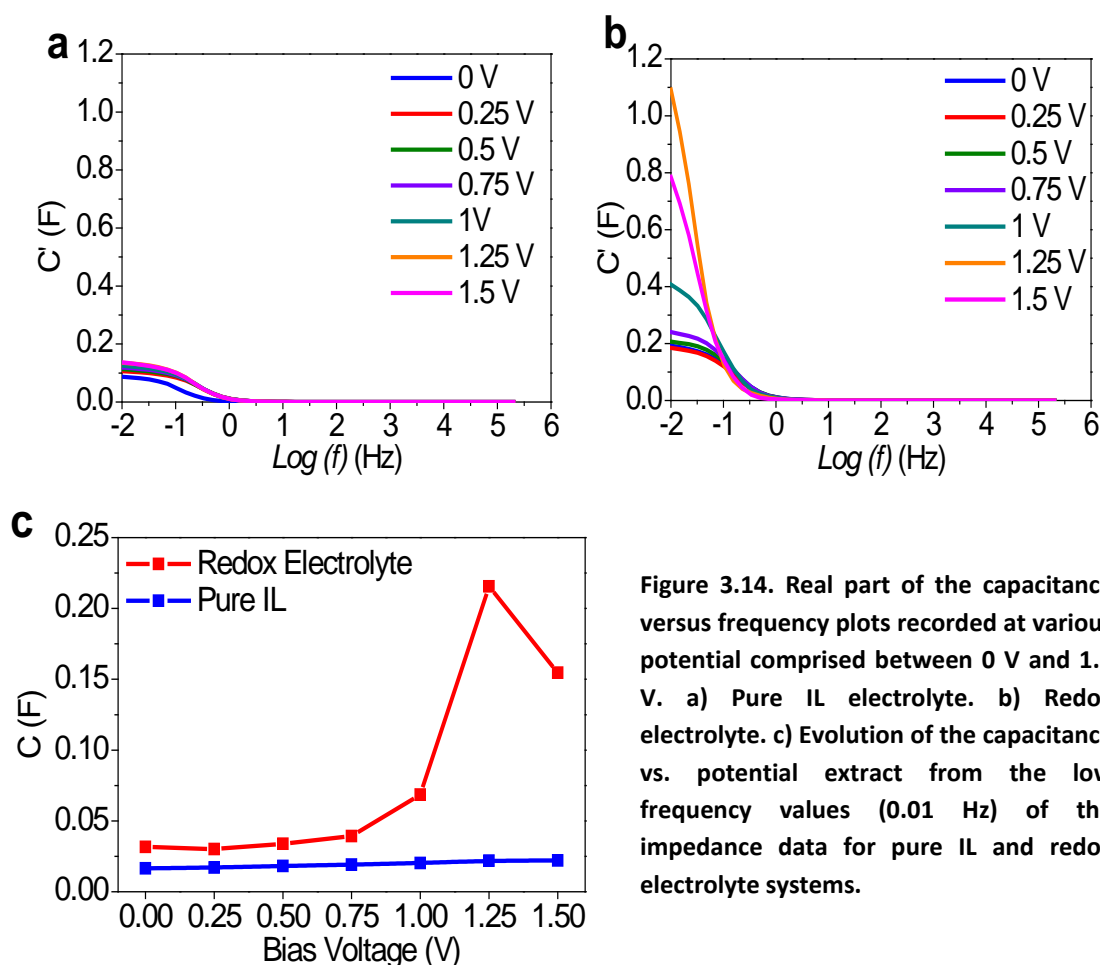 a
1.2
1.0
0.8
0.6
0.4
0.2
0.0
C' (F)
0 V
0.25 V
0.5 V
0.75 V
1V
1.25 V
1.5 V
-2 -1 0 1 2 3 4 5 6
Log (f) (Hz)
b
1.2
1.0
0.8
0.6
0.4
0.2
0.0
C' (F)
0 V
0.25 V
0.5 V
0.75 V
1 V
1.25 V
1.5 V
-2 -1 0 1 2 3 4 5 6
Log (f) (Hz)
c
0.25
0.20
0.15
0.10
0.05
0.00
C (F)
Redox Electrolyte
Pure IL
0.00 0.25 0.50 0.75 1.00 1.25 1.50
Bias Voltage (V)
Figure 3.14. Real part of the capacitanc
versus frequency plots recorded at variou
potential comprised between 0 V and 1.
V. a) Pure IL electrolyte. b) Redo
electrolyte. c) Evolution of the capacitanc
vs. potential extract from the lo
frequency values (0.01 Hz) of th
impedance data for pure IL and redo
electrolyte systems.